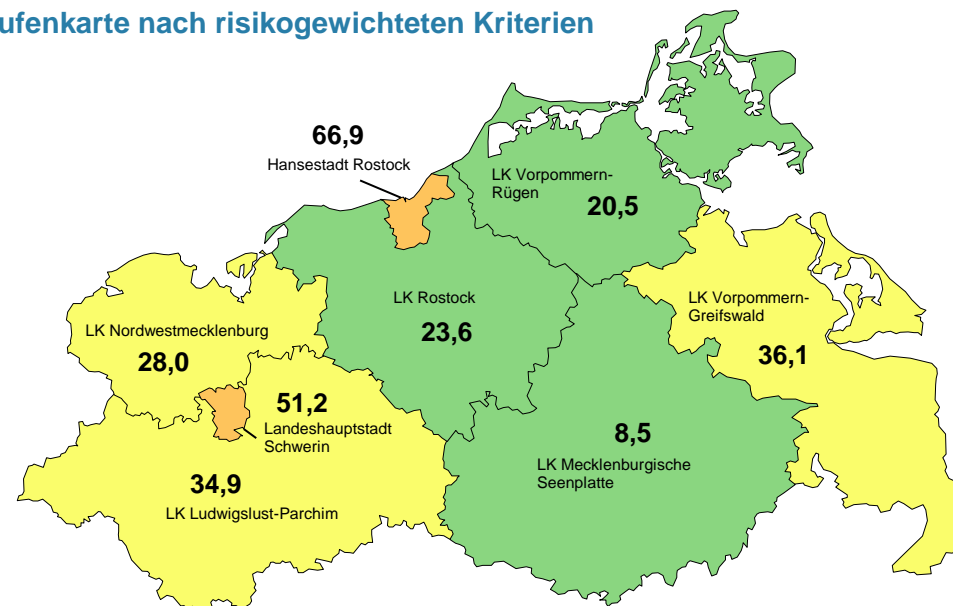 ufenkarte nach risikogewichteten Kriterien
66,9
Hansestadt Rostock
LK Vorpommern-
Rügen
20,5
LK Rostock
23,6
LK Vorpommern-
Greifswald
36,1
LK Nordwestmecklenburg
28,0
51,2
Landeshauptstadt
Schwerin
8,5
LK Mecklenburgische
Seenplatte
34,9
LK Ludwigslust-Parchim